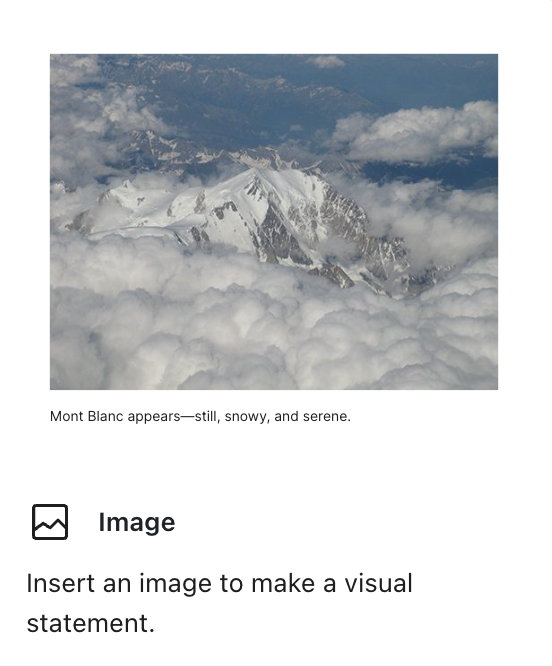 Mont Blanc appears—still, snowy, and serene.
Image
Insert an image to make a visual
statement.